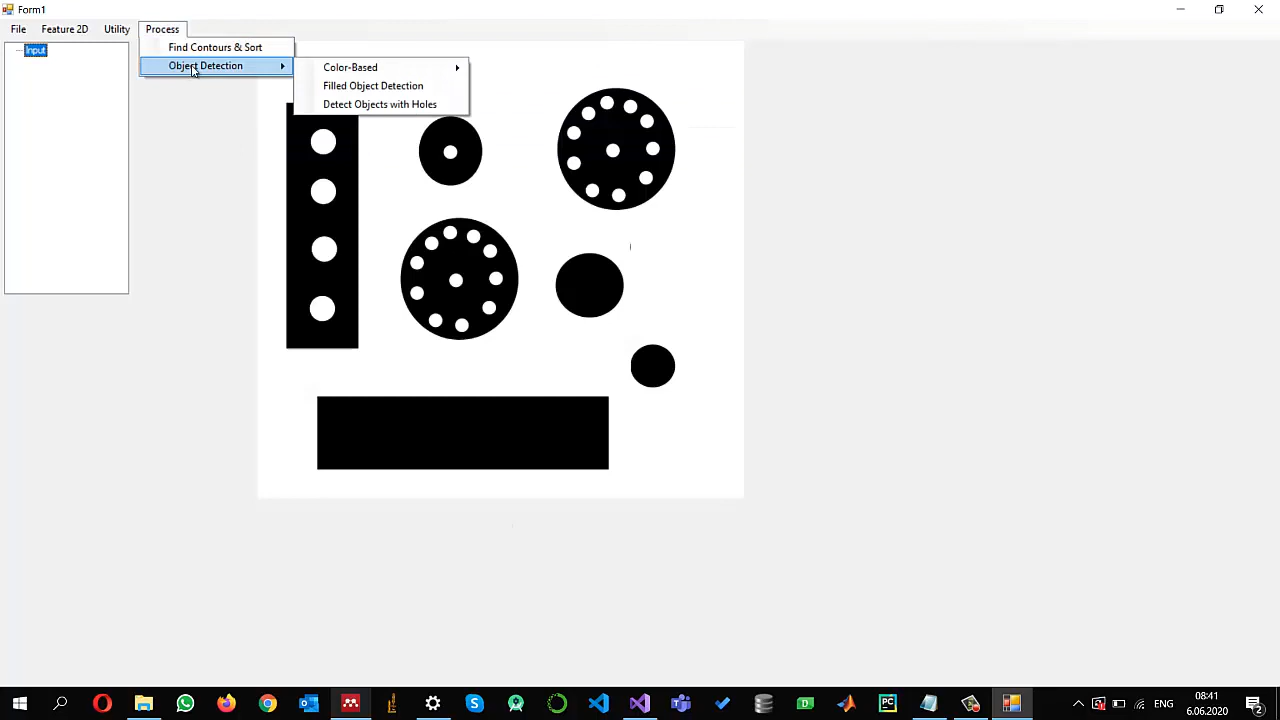 Form1
File Feature 2D Utility Process
Input
Find Contours & Sort
Object Detection
Color-Based
Filled Object Detection
Detect Objects with Holes
ENG
08:41
6.06.2020
2